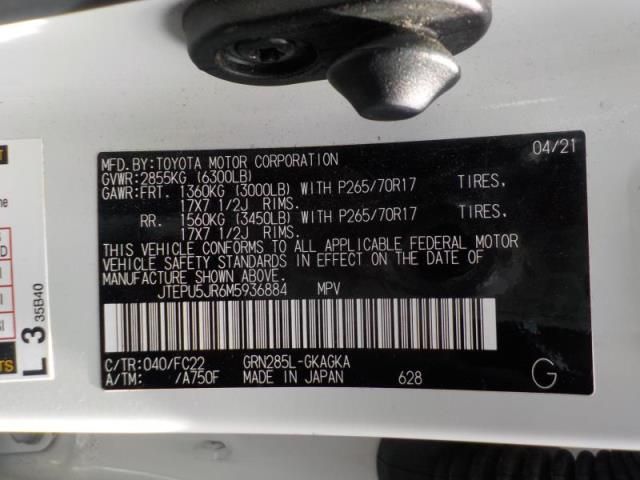 MFD. BY: TOYOTA MOTOR CORPORATION 04/21
GVWR: 2855KG (6300LB)
GAWR: FRT. 1360KG (3000LB) WITH P265/70R17 TIRES,
17X7 1/2J RIMS.
RR. 1560KG (3450LB) WITH P265/70R17 TIRES,
17X7 1/2J RIMS.
THIS VEHICLE CONFORMS TO ALL APPLICABLE FEDERAL MOTOR
VEHICLE SAFETY STANDARDS IN EFFECT ON THE DATE OF
MANUFACTURE SHOWN ABOVE.
JTEPU5JR6M5936884 MPV
C/TR: 040/FC22 GRN285L-GKAGKA
A/TM: /A750F MADE IN JAPAN 628 G
L 3
35B40